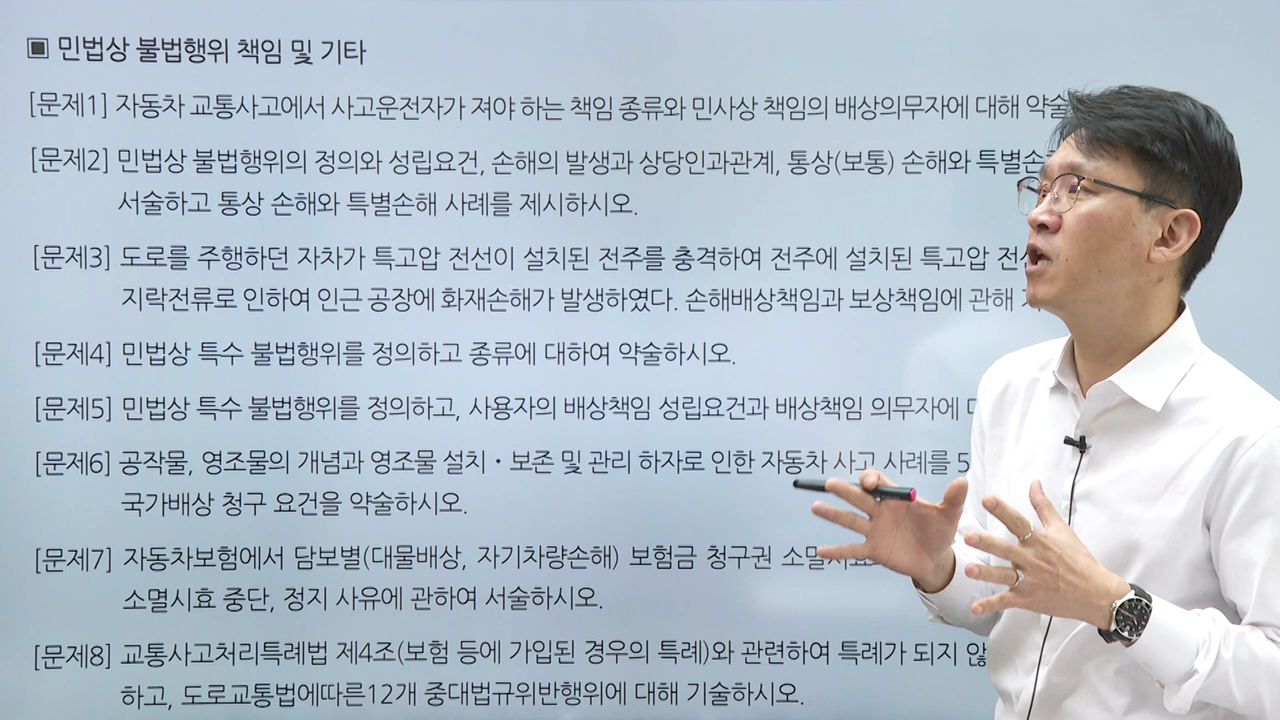 ▣ 민법상 불법행위 책임 및 기타
[문제1] 자동차 교통사고에서 사고운전자가 져야 하는 책임 종류와 민사상 책임의 배상의무자에 대해 약술
[문제2] 민법상 불법행위의 정의와 성립요건, 손해의 발생과 상당인과관계, 통상(보통) 손해와 특별손
서술하고 통상 손해와 특별손해 사례를 제시하시오.
[문제3] 도로를 주행하던 자차가 특고압 전선이 설치된 전주를 충격하여 전주에 설치된 특고압 전
지락전류로 인하여 인근 공장에 화재손해가 발생하였다. 손해배상책임과 보상책임에 관해
[문제4] 민법상 특수 불법행위를 정의하고 종류에 대하여 약술하시오.
[문제5] 민법상 특수 불법행위를 정의하고, 사용자의 배상책임 성립요건과 배상책임 의무자에
[문제6] 공작물, 영조물의 개념과 영조물 설치・보존 및 관리 하자로 인한 자동차 사고 사례를 5
국가배상 청구 요건을 약술하시오.
[문제7] 자동차보험에서 담보별(대물배상, 자기차량손해) 보험금 청구권 소멸시효
소멸시효 중단, 정지 사유에 관하여 서술하시오.
[문제8] 교통사고처리특례법 제4조(보험 등에 가입된 경우의 특례)와 관련하여 특례가 되지 않
하고, 도로교통법에따른12개 중대법규위반행위에 대해 기술하시오.